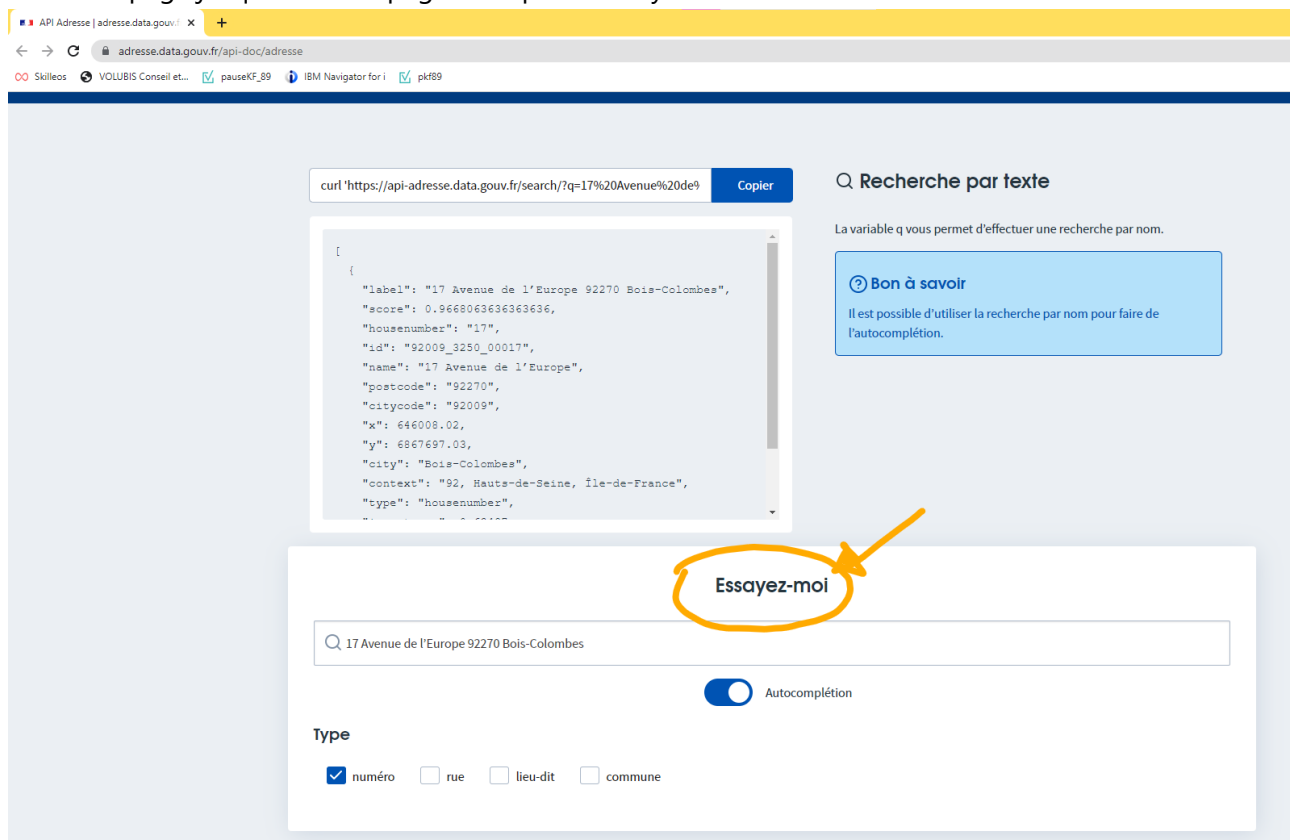 API Adresse | adresse.data.gouv.f
adresse.data.gouv.fr/api-doc/adresse
Skilleos VOLUBIS Conseil et... pauseKF_89 IBM Navigator for i pkf89
curl 'https://api-adresse.data.gouv.fr/search/?q=17%20Avenue%20de%
Copier
[
{
"label": "17 Avenue de l’Europe 92270 Bois-Colombes",
"score": 0.9668063636363636,
"housenumber": "17",
"id": "92009_3250_00017",
"name": "17 Avenue de l’Europe",
"postcode": "92270",
"citycode": "92009",
"x": 646008.02,
"y": 6867697.03,
"city": "Bois-Colombes",
"context": "92, Hauts-de-Seine, Île-de-France",
"type": "housenumber",
Recherche par texte
La variable q vous permet d’effectuer une recherche par nom.
Bon à savoir
Il est possible d’utiliser la recherche par nom pour faire de
l’autocomplétion.
Essayez-moi
17 Avenue de l’Europe 92270 Bois-Colombes
Autocomplétion
Type
numéro rue lieu-dit commune